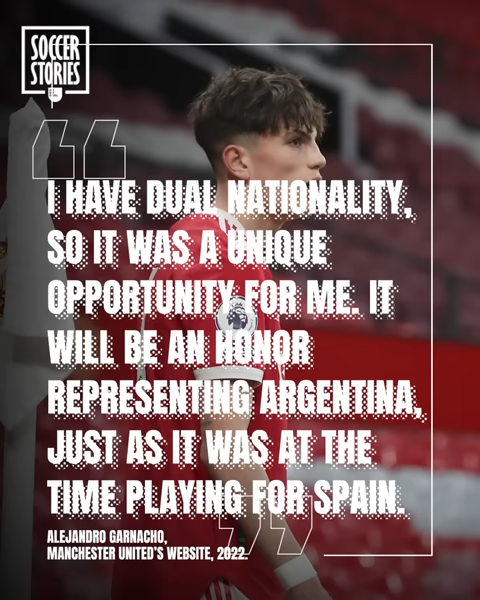 SOCCER
STORIES
I HAVE DUAL NATIONALITY,
SO IT WAS A UNIQUE
OPPORTUNITY FOR ME. IT
WILL BE AN HONOR
REPRESENTING ARGENTINA,
JUST AS IT WAS AT THE
TIME PLAYING FOR SPAIN.
ALEJANDRO GARNACHO,
MANCHESTER UNITED'S WEBSITE, 2022.